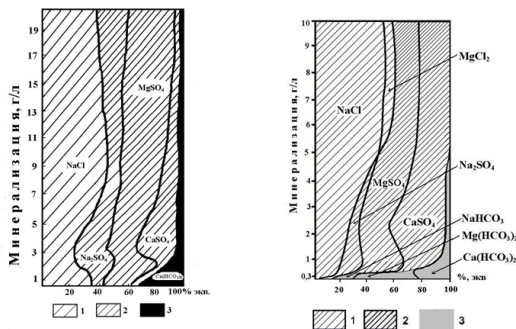 Минерализация, г/л
19
17
15
13
11
9
7
5
3
1
NaCl
MgSO₄
Na₂SO₄
CaSO₄
Ca(HCO₃)₂
20 40 60 80 100% экв.
1 2 3
Минерализация, г/л
10
9
8
7
6
5
4
3
2
1
0,3
NaCl
MgSO₄
CaSO₄
MgCl₂
Na₂SO₄
NaHCO₃
Mg(HCO₃)₂
Ca(HCO₃)₂
20 40 60 80 100 %, экв
1 2 3